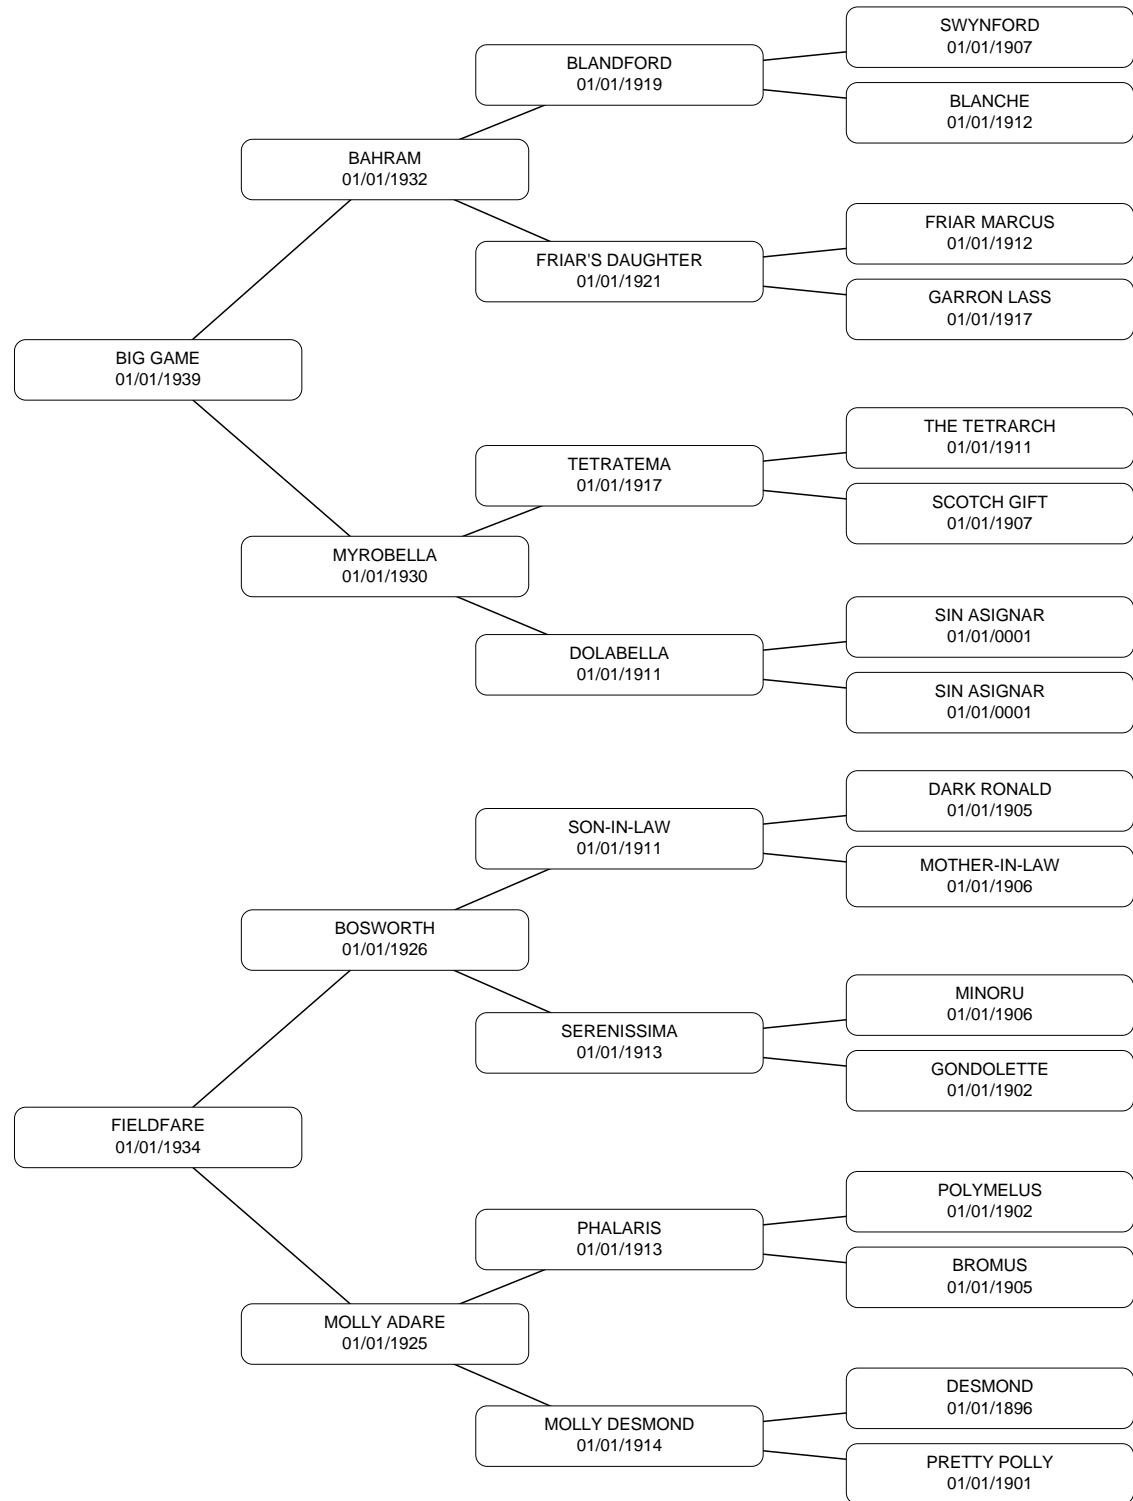 SWYNFORD
01/01/1907
BLANDFORD
01/01/1919
BLANCHE
01/01/1912
BAHRAM
01/01/1932
FRIAR MARCUS
01/01/1912
FRIAR'S DAUGHTER
01/01/1921
GARRON LASS
01/01/1917
BIG GAME
01/01/1939
THE TETRARCH
01/01/1911
TETRATEMA
01/01/1917
SCOTCH GIFT
01/01/1907
MYROBELLA
01/01/1930
SIN ASIGNAR
01/01/0001
DOLABELLA
01/01/1911
SIN ASIGNAR
01/01/0001
DARK RONALD
01/01/1905
SON-IN-LAW
01/01/1911
MOTHER-IN-LAW
01/01/1906
BOSWORTH
01/01/1926
MINORU
01/01/1906
SERENISSIMA
01/01/1913
GONDOLETTE
01/01/1902
FIELDFARE
01/01/1934
POLYMELUS
01/01/1902
PHALARIS
01/01/1913
BROMUS
01/01/1905
MOLLY ADARE
01/01/1925
DESMOND
01/01/1896
MOLLY DESMOND
01/01/1914
PRETTY POLLY
01/01/1901